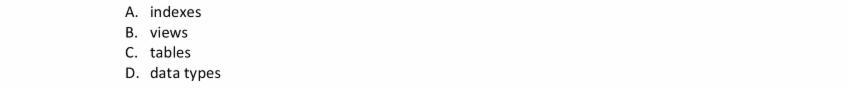 A. indexes
B. views
C. tables
D. data types